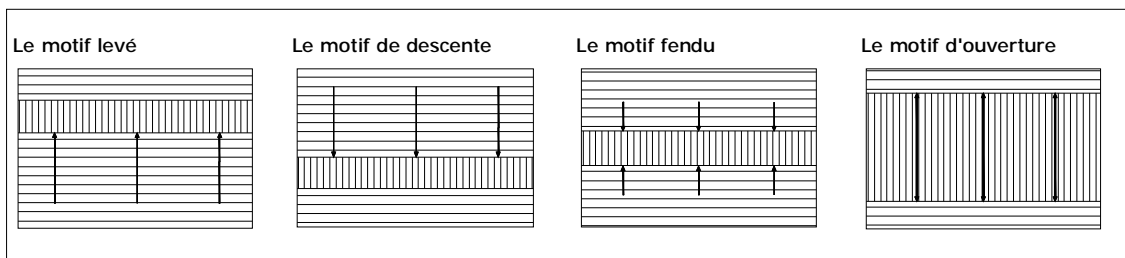 Le motif levé
Le motif de descente
Le motif fendu
Le motif d'ouverture